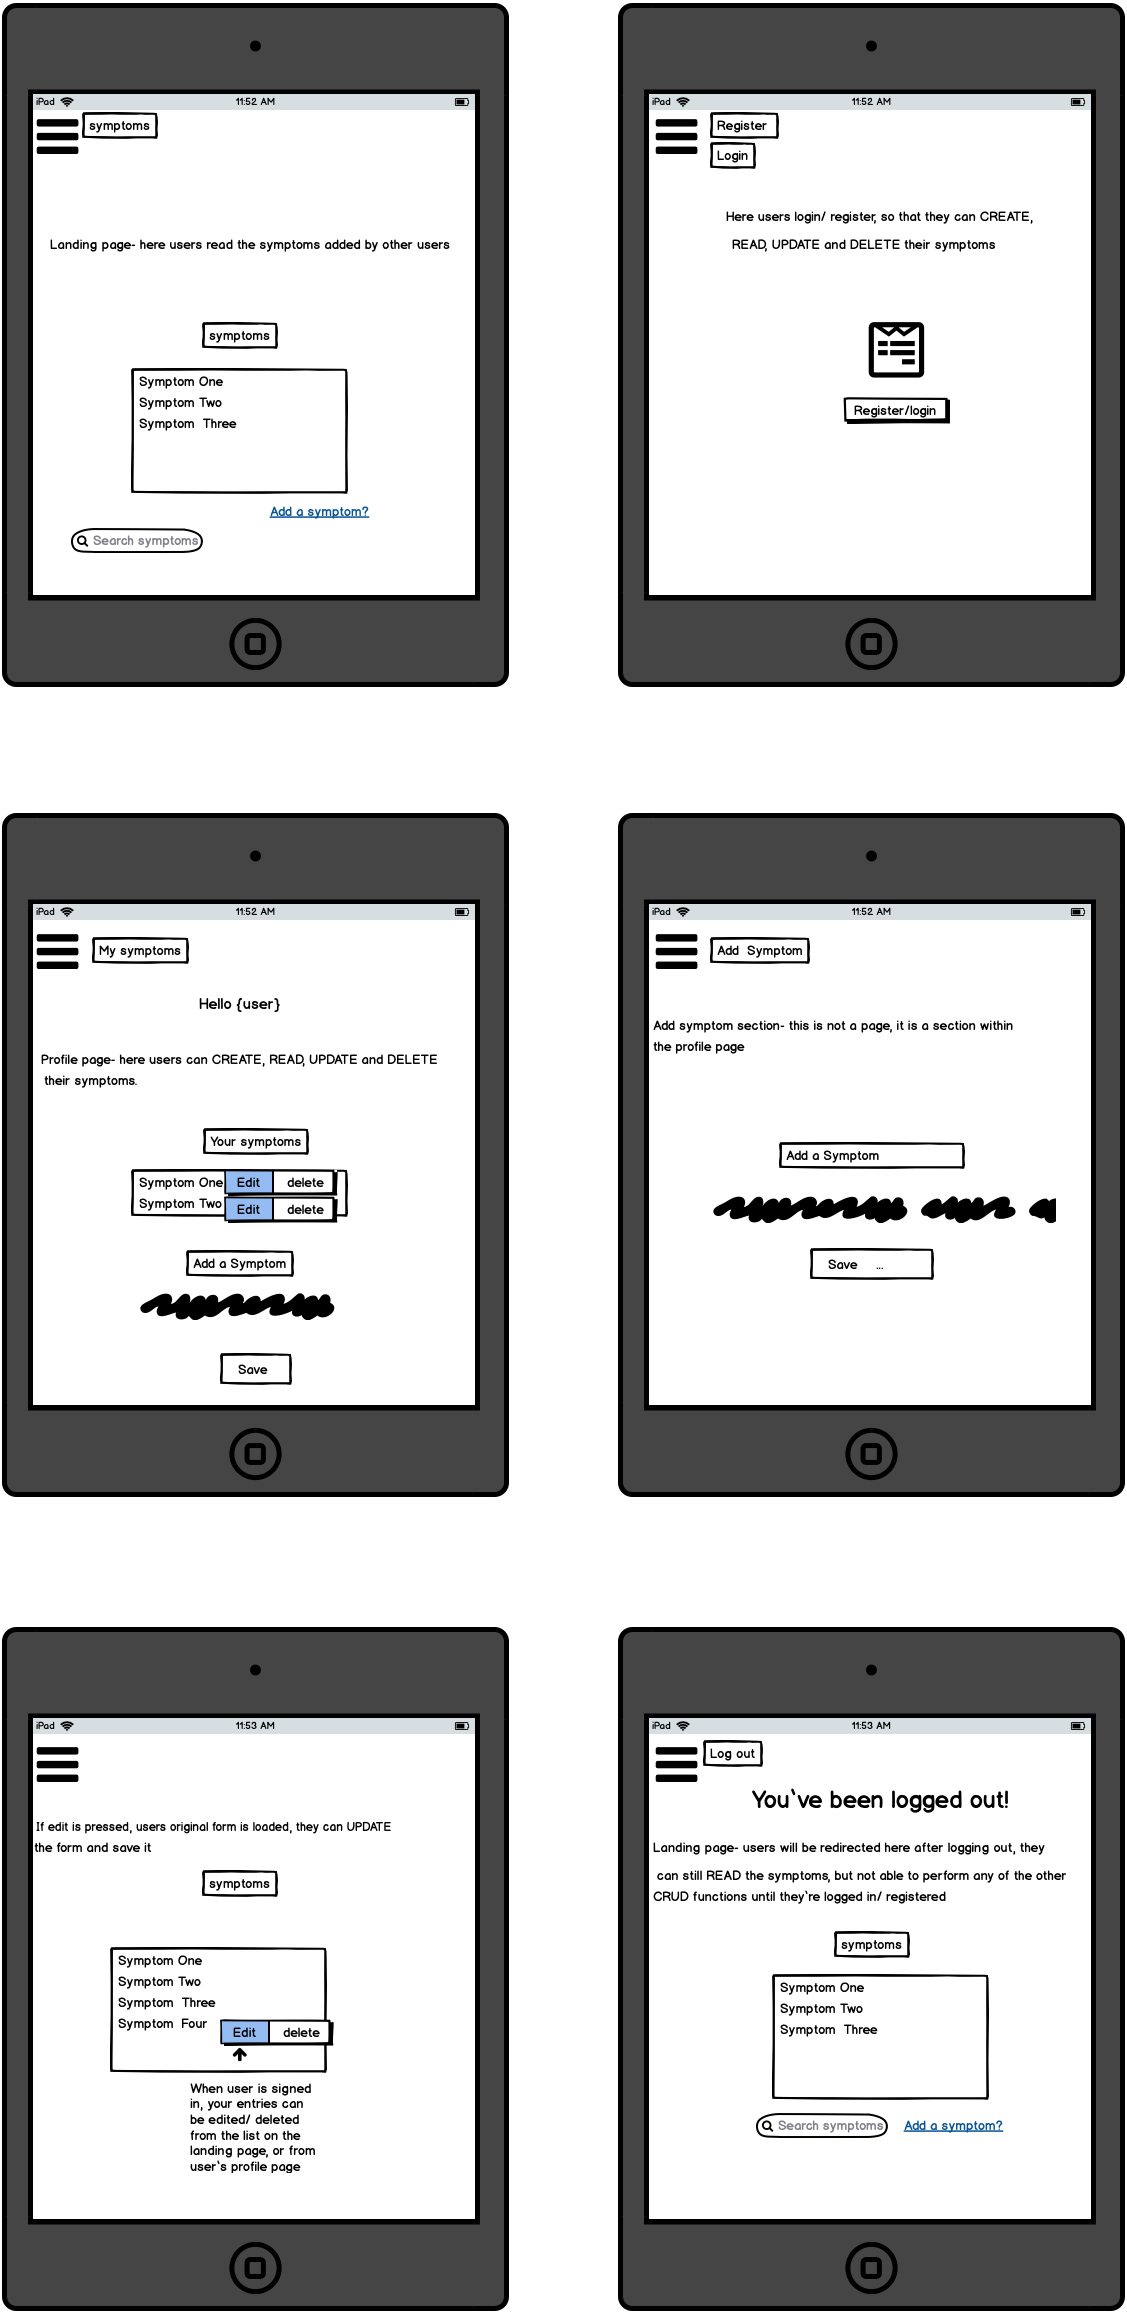 iPad 11:52 AM
symptoms
Landing page- here users read the symptoms added by other users
symptoms
Symptom One
Symptom Two
Symptom  Three
Add a symptom?
Search symptoms
iPad 11:52 AM
Register
Login
Here users login/ register, so that they can CREATE,
READ, UPDATE and DELETE their symptoms
Register/login
iPad 11:52 AM
My symptoms
Hello {user}
Profile page- here users can CREATE, READ, UPDATE and DELETE
their symptoms.
Your symptoms
Symptom One Edit delete
Symptom Two Edit delete
Add a Symptom
Save
iPad 11:52 AM
Add  Symptom
Add symptom section- this is not a page, it is a section within
the profile page
Add a Symptom
Save ...
iPad 11:53 AM
If edit is pressed, users original form is loaded, they can UPDATE
the form and save it
symptoms
Symptom One
Symptom Two
Symptom  Three
Symptom  Four Edit delete
When user is signed
in, your entries can
be edited/ deleted
from the list on the
landing page, or from
user`s profile page
iPad 11:53 AM
Log out
You`ve been logged out!
Landing page- users will be redirected here after logging out, they
can still READ the symptoms, but not able to perform any of the other
CRUD functions until they`re logged in/ registered
symptoms
Symptom One
Symptom Two
Symptom  Three
Search symptoms Add a symptom?